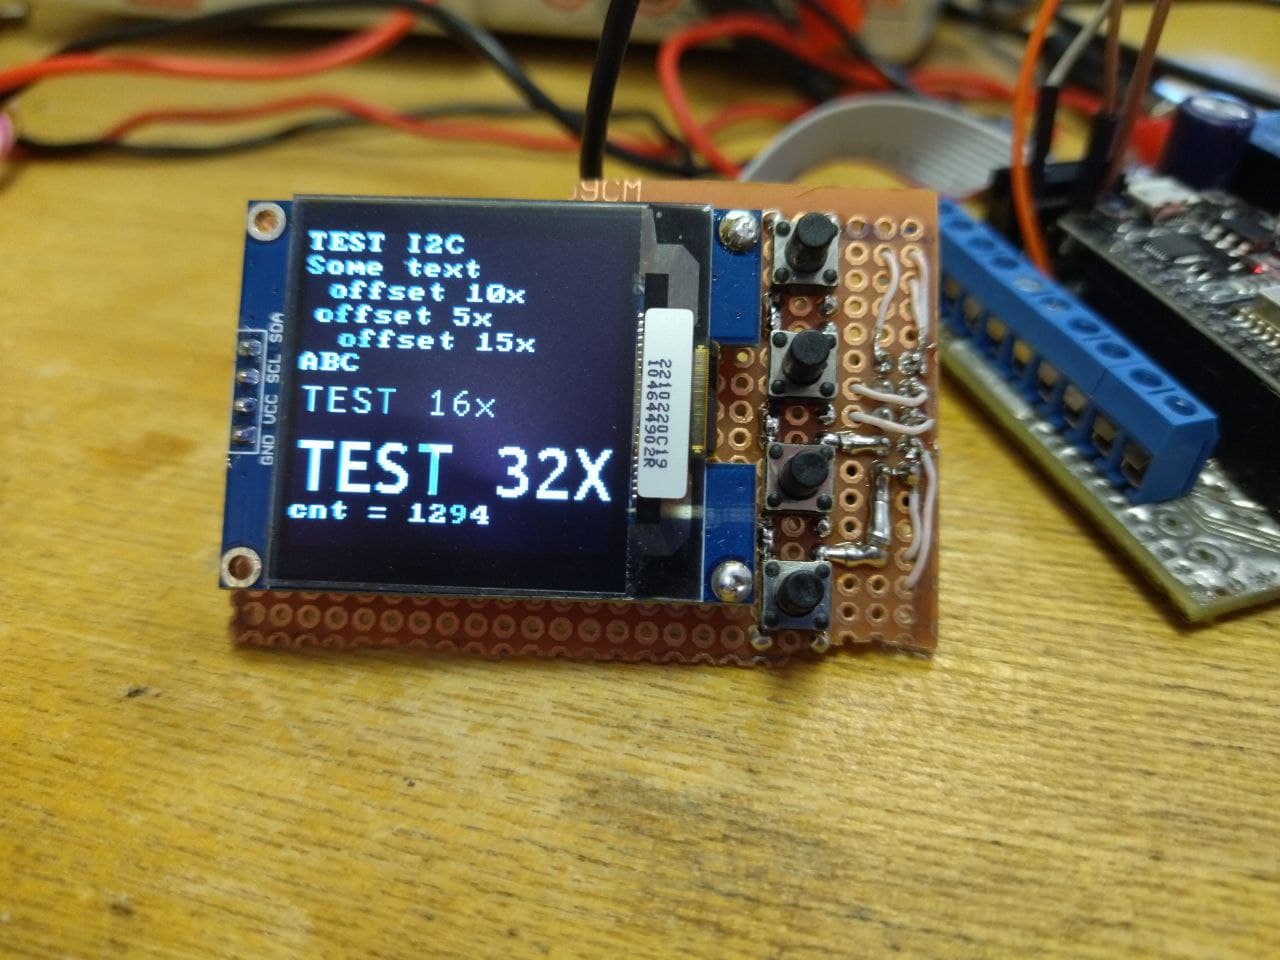 TEST I2C
Some text
offset 10x
offset 5x
offset 15x
ABC
TEST 16x
TEST 32X
cnt = 1294
GND VCC SCL SDA
2210220C19
104644902R
9CM